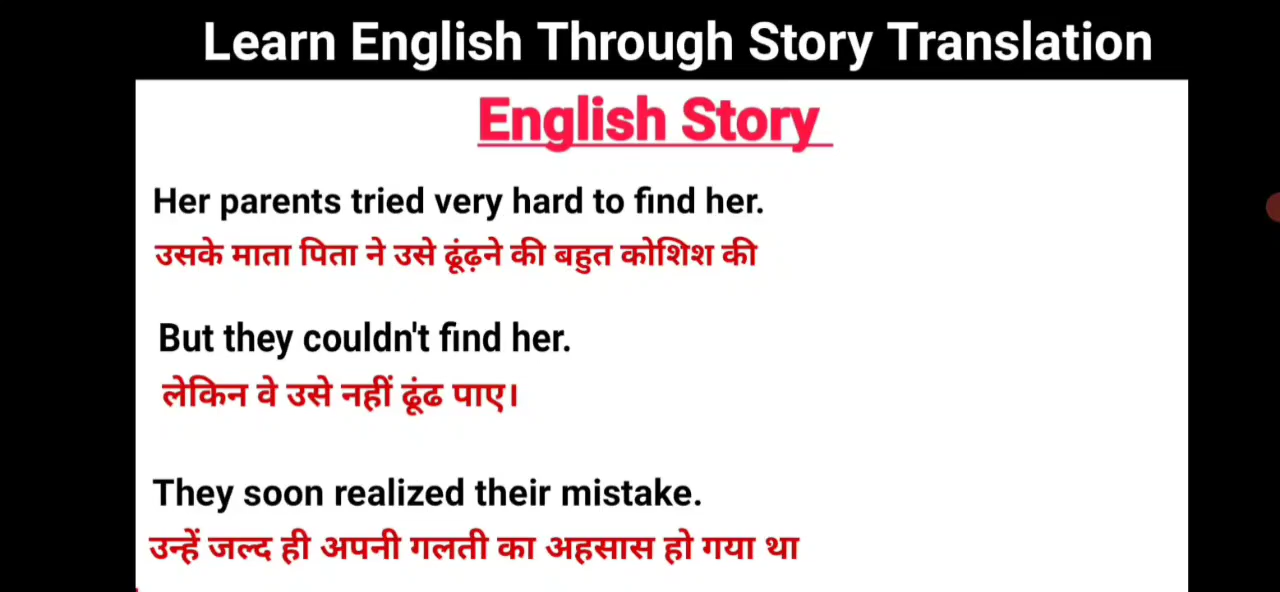 Learn English Through Story Translation
English Story
Her parents tried very hard to find her.
उसके माता पिता ने उसे ढूंढ़ने की बहुत कोशिश की
But they couldn't find her.
लेकिन वे उसे नहीं ढूंढ पाए।
They soon realized their mistake.
उन्हें जल्द ही अपनी गलती का अहसास हो गया था